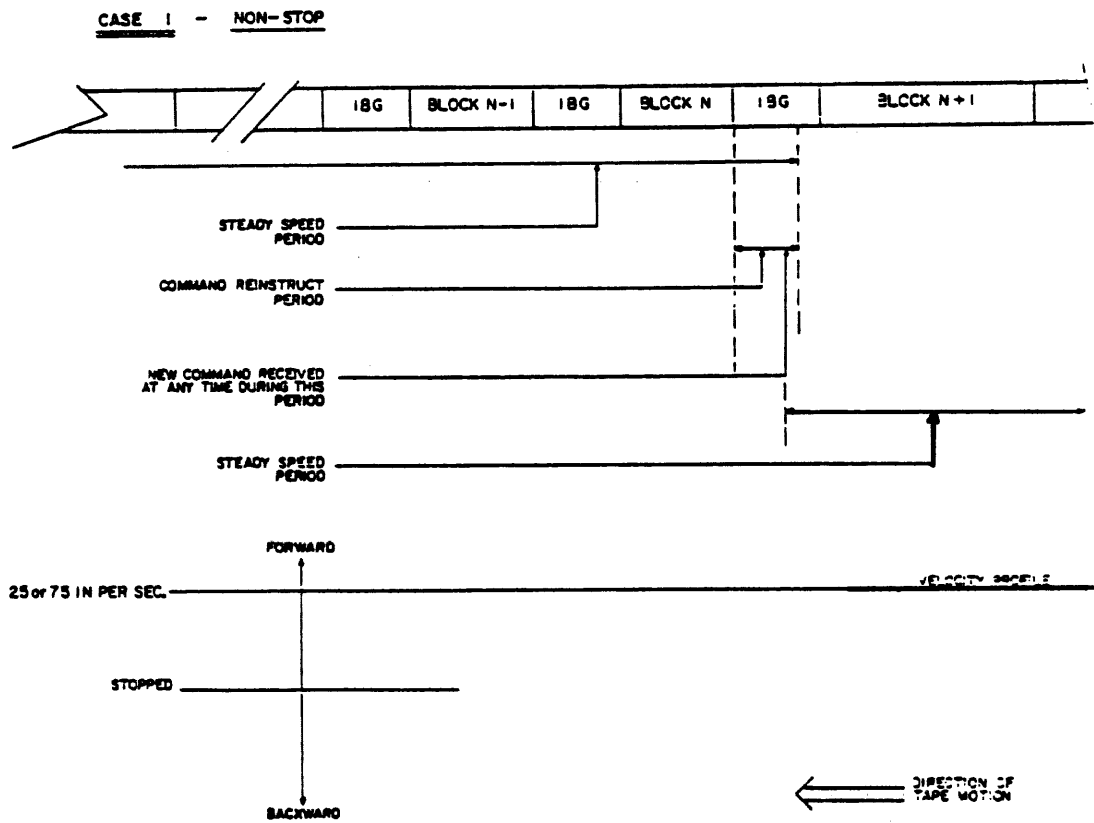 CASE 1 - NON-STOP
IBG BLOCK N-1 IBG BLOCK N IBG BLOCK N+1
STEADY SPEED
PERIOD
COMMAND REINSTRUCT
PERIOD
NEW COMMAND RECEIVED
AT ANY TIME DURING THIS
PERIOD
STEADY SPEED
PERIOD
FORWARD
25 or 75 IN PER SEC.
VELOCITY PROFILE
STOPPED
DIRECTION OF
TAPE MOTION
BACKWARD